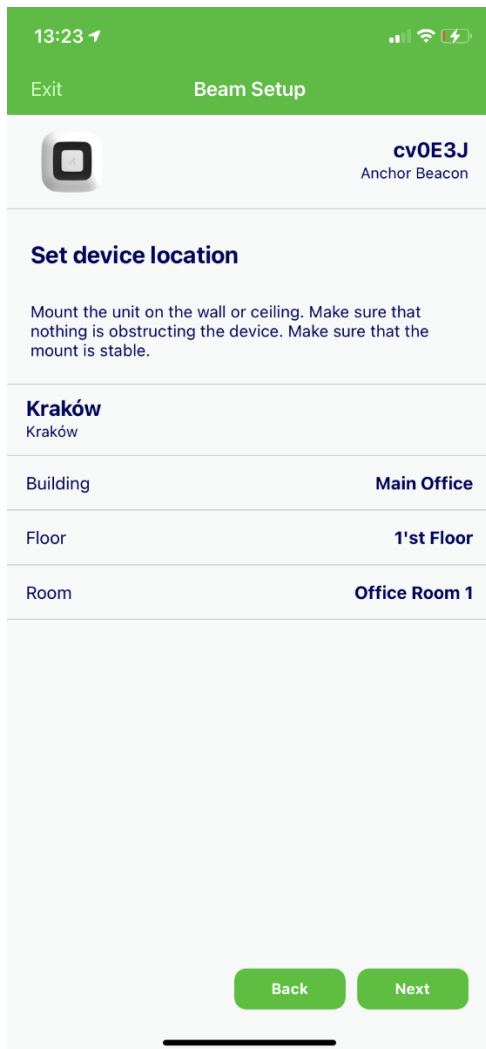 13:23
Exit Beam Setup
cv0E3J
Anchor Beacon
Set device location
Mount the unit on the wall or ceiling. Make sure that
nothing is obstructing the device. Make sure that the
mount is stable.
Kraków
Kraków
Building Main Office
Floor 1'st Floor
Room Office Room 1
Back Next